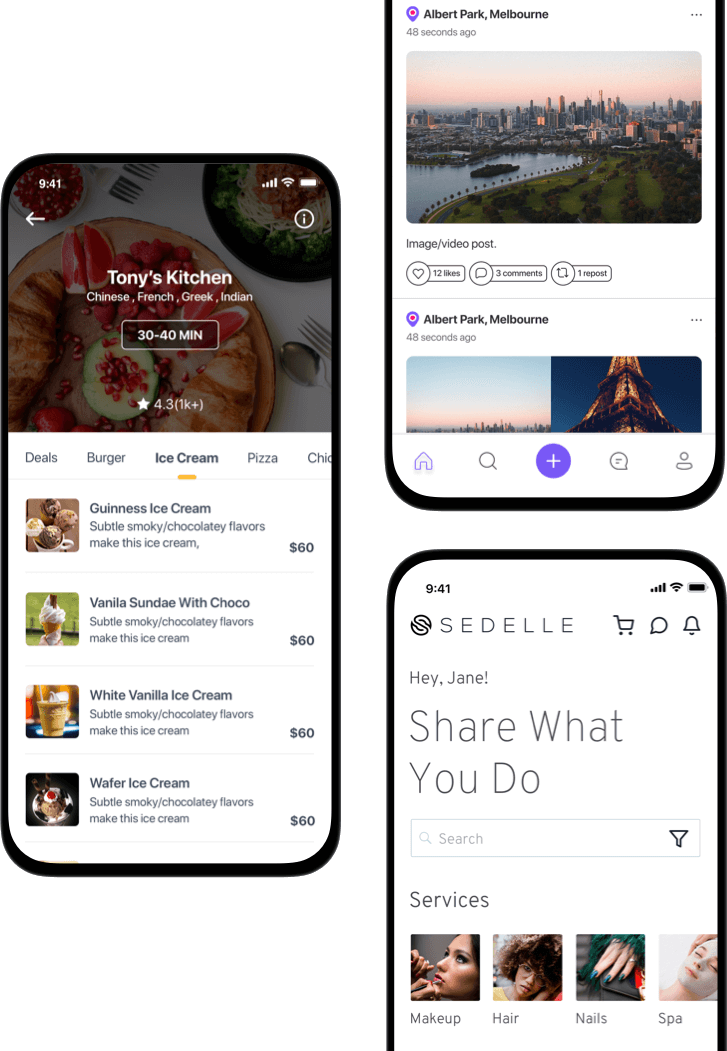 9:41
Tony's Kitchen
Chinese , French , Greek , Indian
30-40 MIN
4.3(1k+)
Deals Burger Ice Cream Pizza Chic
Guinness Ice Cream
Subtle smoky/chocolatey flavors
make this ice cream,
$60
Vanila Sundae With Choco
Subtle smoky/chocolatey flavors
make this ice cream
$60
White Vanilla Ice Cream
Subtle smoky/chocolatey flavors
make this ice cream
$60
Wafer Ice Cream
Subtle smoky/chocolatey flavors
make this ice cream
$60
Albert Park, Melbourne
48 seconds ago
Image/video post.
12 likes 3 comments 1 repost
Albert Park, Melbourne
48 seconds ago
9:41
SEDELLE
Hey, Jane!
Share What
You Do
Search
Services
Makeup Hair Nails Spa